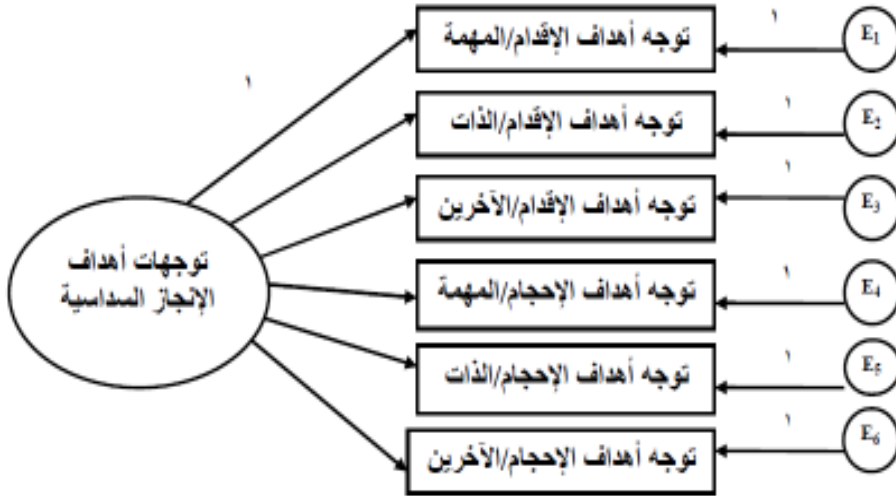 توجه أهداف الإقدام/المهمة
١
E₁
١
توجه أهداف الإقدام/الذات
١
E₂
توجه أهداف الإقدام/الآخرين
١
E₃
توجهات أهداف
الإنجاز السداسية
توجه أهداف الإحجام/المهمة
١
E₄
توجه أهداف الإحجام/الذات
١
E₅
توجه أهداف الإحجام/الآخرين
١
E₆